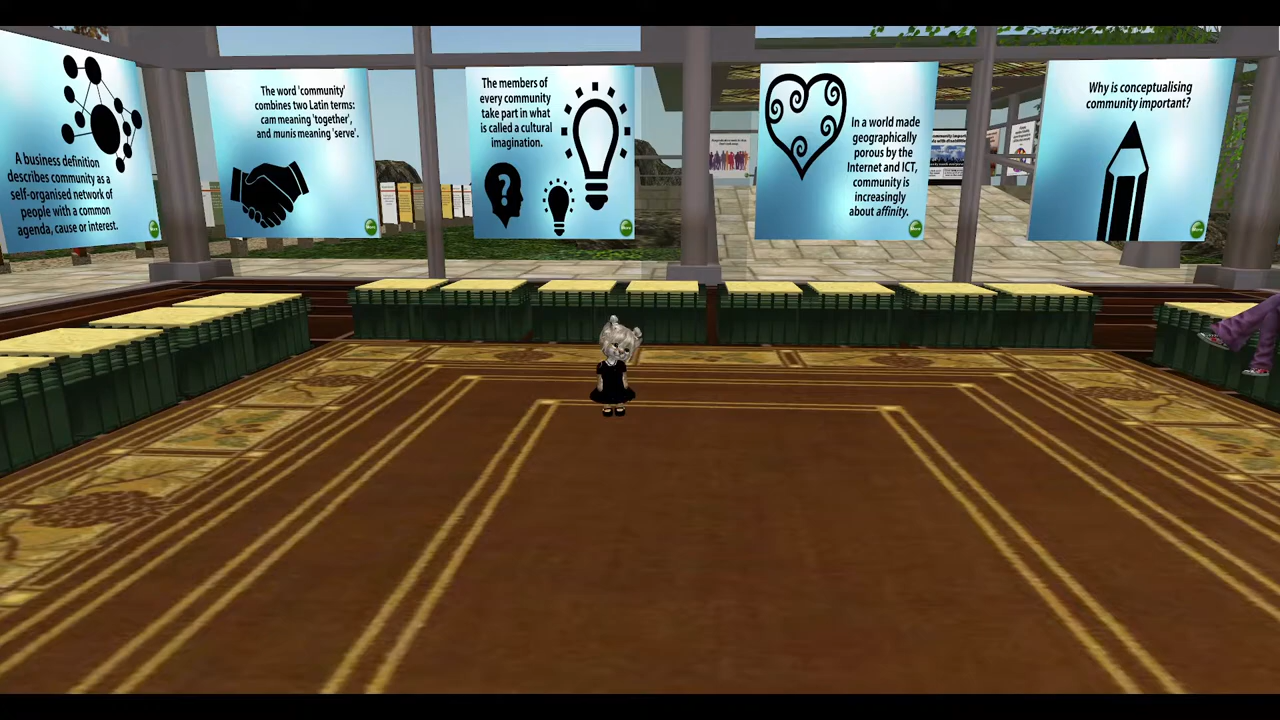 A business definition
describes community as a
self-organised network of
people with a common
agenda, cause or interest.
The word 'community'
combines two Latin terms:
cam meaning 'together',
and munis meaning 'serve'.
The members of
every community
take part in what
is called a cultural
imagination.
In a world made
geographically
porous by the
Internet and ICT,
community is
increasingly
about affinity.
Why is conceptualising
community important?